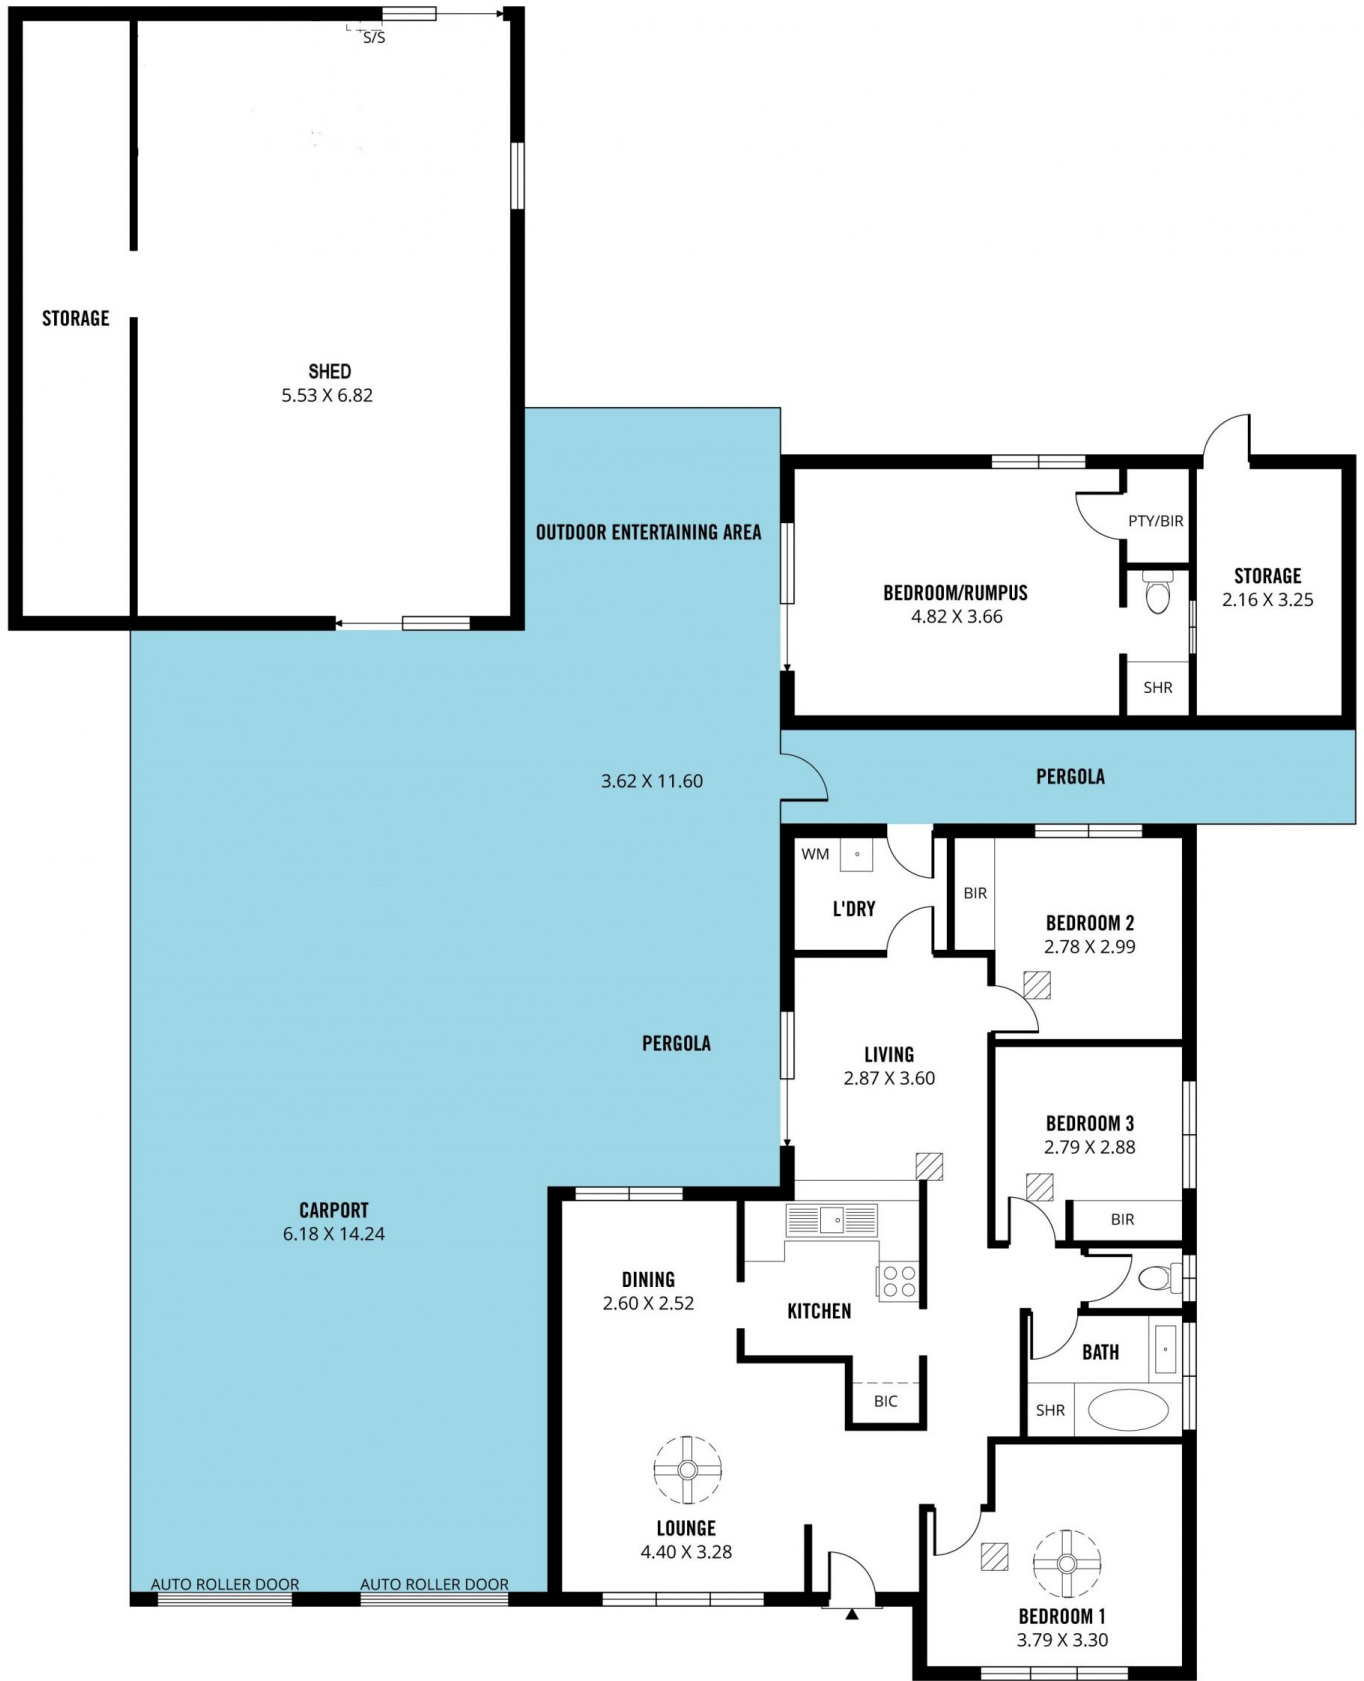 S/S
STORAGE
SHED
5.53 X 6.82
OUTDOOR ENTERTAINING AREA
PTY/BIR
BEDROOM/RUMPUS
4.82 X 3.66
STORAGE
2.16 X 3.25
SHR
3.62 X 11.60
PERGOLA
WM
L'DRY
BIR
BEDROOM 2
2.78 X 2.99
PERGOLA
LIVING
2.87 X 3.60
BEDROOM 3
2.79 X 2.88
BIR
CARPORT
6.18 X 14.24
DINING
2.60 X 2.52
KITCHEN
BATH
BIC
SHR
LOUNGE
4.40 X 3.28
AUTO ROLLER DOOR
AUTO ROLLER DOOR
BEDROOM 1
3.79 X 3.30